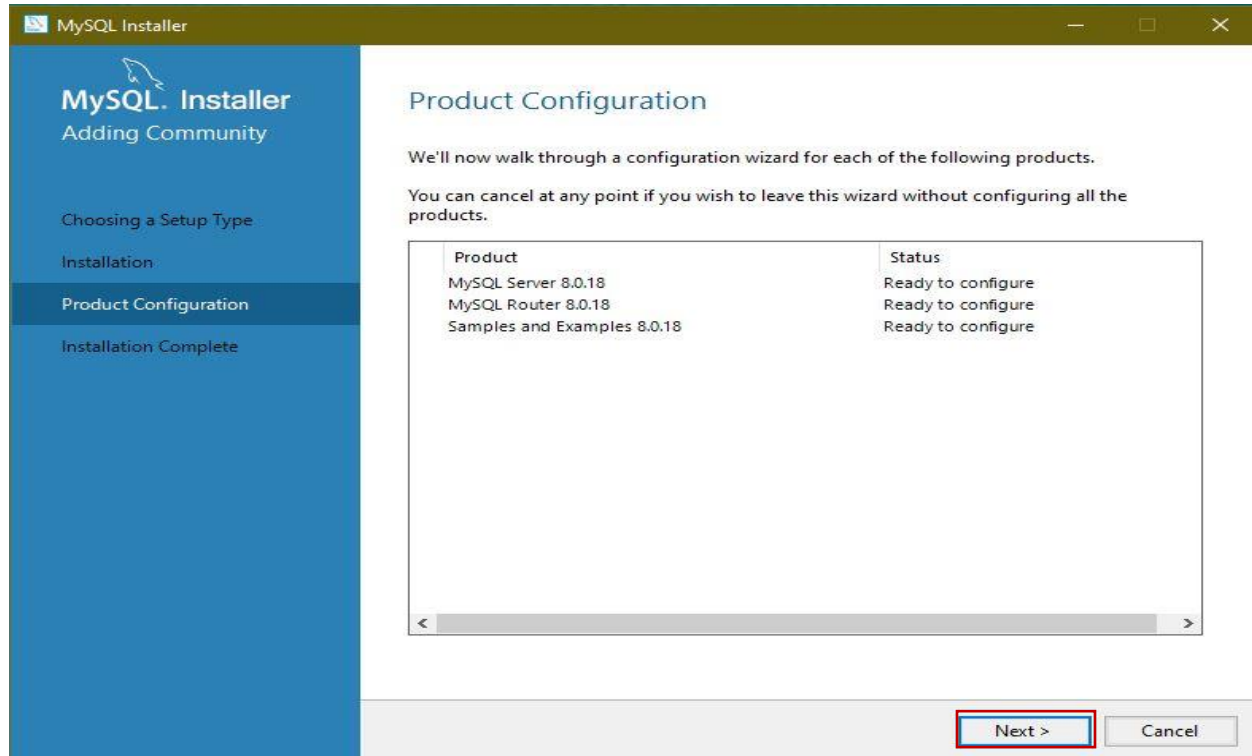 MySQL Installer
MySQL. Installer
Adding Community
Choosing a Setup Type
Installation
Product Configuration
Installation Complete
Product Configuration
We'll now walk through a configuration wizard for each of the following products.
You can cancel at any point if you wish to leave this wizard without configuring all the
products.
Product Status
MySQL Server 8.0.18 Ready to configure
MySQL Router 8.0.18 Ready to configure
Samples and Examples 8.0.18 Ready to configure
Next > Cancel